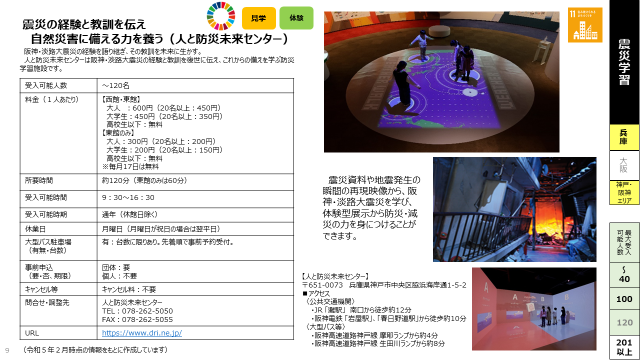 震災の経験と教訓を伝え
自然災害に備える力を養う（人と防災未来センター）
見学
体験
阪神・淡路大震災の経験を語り継ぎ、その教訓を未来に生かす。
人と防災未来センターは阪神・淡路大震災の経験と教訓を後世に伝え、これからの備えを学ぶ防災
学習施設です。
受入可能人数
～120名
料金（１人あたり）
【西館・東館】
大人 ：600円（20名以上：450円）
大学生：450円（20名以上：350円）
高校生以下：無料
【東館のみ】
大人：300円（20名以上：200円）
大学生：200円（20名以上：150円）
高校生以下：無料
※毎月17日は無料
所要時間
約120分（東館のみは60分）
受入可能時間
9：30～16：30
受入可能時期
通年（休館日除く）
休業日
月曜日（月曜日が祝日の場合は翌平日）
大型バス駐車場
（有無・台数）
有：台数に限りあり。先着順で事前予約受付。
事前申込
（要・否、期限）
団体：要
個人：不要
キャンセル等
キャンセル料：不要
問合せ・調整先
人と防災未来センター
TEL：078-262-5050
FAX：078-262-5055
URL
https://www.dri.ne.jp/
9
（令和５年２月時点の情報をもとに作成しています）
11
震災資料や地震発生の
瞬間の再現映像から、阪
神・淡路大震災を学び、
体験型展示から防災・減
災の力を身につけることが
できます。
【人と防災未来センター】
〒651-0073 兵庫県神戸市中央区脇浜海岸通1-5-2
■アクセス
（公共交通機関）
・JR「灘駅」 南口から徒歩約12分
・阪神電鉄「岩屋駅」、「春日野道駅」から徒歩約10分
（大型バス等）
・阪神高速道路神戸線 摩耶ランプから約4分
・阪神高速道路神戸線 生田川ランプから約8分
震災学習
兵庫
大阪
神戸・
阪神
エリア
最大受入
可能人数
～
40
100
120
201
以上